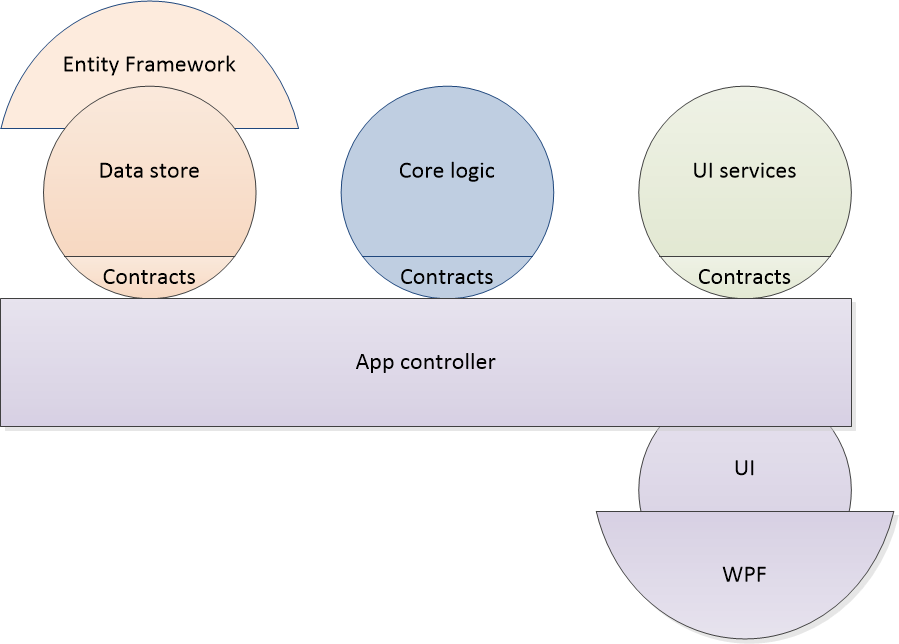 Entity Framework
Data store
Core logic
UI services
Contracts
Contracts
Contracts
App controller
UI
WPF